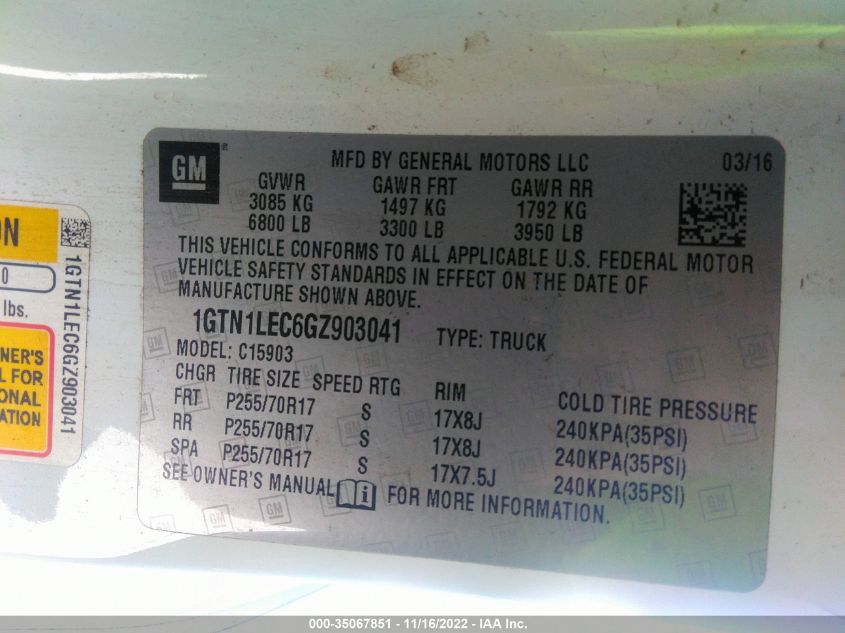 GM
MFD BY GENERAL MOTORS LLC
03/16
GVWR GAWR FRT GAWR RR
3085 KG 1497 KG 1792 KG
6800 LB 3300 LB 3950 LB
THIS VEHICLE CONFORMS TO ALL APPLICABLE U.S. FEDERAL MOTOR
VEHICLE SAFETY STANDARDS IN EFFECT ON THE DATE OF
MANUFACTURE SHOWN ABOVE.
1GTN1LEC6GZ903041 TYPE: TRUCK
MODEL: C15903
CHGR TIRE SIZE SPEED RTG RIM COLD TIRE PRESSURE
FRT P255/70R17 S 17X8J 240KPA(35PSI)
RR P255/70R17 S 17X8J 240KPA(35PSI)
SPA P255/70R17 S 17X7.5J 240KPA(35PSI)
SEE OWNER'S MANUAL i FOR MORE INFORMATION.
ON
0
lbs.
NER'S
L FOR
ONAL
ATION
1GTN1LEC6GZ903041
000-35067851 - 11/16/2022 - IAA Inc.